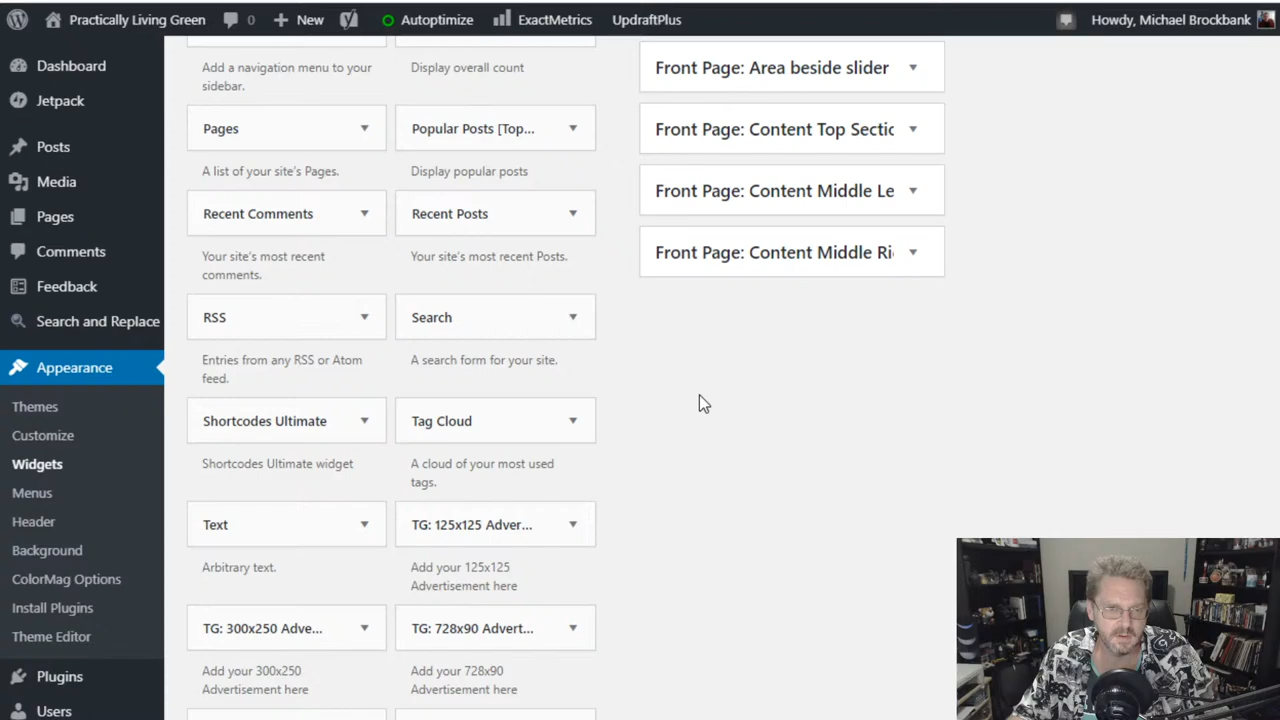 Practically Living Green 0 New Autoptimize ExactMetrics UpdraftPlus Howdy, Michael Brockbank
Dashboard
Jetpack
Posts
Media
Pages
Comments
Feedback
Search and Replace
Appearance
Themes
Customize
Widgets
Menus
Header
Background
ColorMag Options
Install Plugins
Theme Editor
Plugins
Users
Add a navigation menu to your
sidebar.
Display overall count
Pages
A list of your site's Pages.
Popular Posts [Top...
Display popular posts
Recent Comments
Your site's most recent
comments.
Recent Posts
Your site's most recent Posts.
RSS
Entries from any RSS or Atom
feed.
Search
A search form for your site.
Shortcodes Ultimate
Shortcodes Ultimate widget
Tag Cloud
A cloud of your most used
tags.
Text
Arbitrary text.
TG: 125x125 Adver...
Add your 125x125
Advertisement here
TG: 300x250 Adve...
Add your 300x250
Advertisement here
TG: 728x90 Advert...
Add your 728x90
Advertisement here
Front Page: Area beside slider
Front Page: Content Top Sectic
Front Page: Content Middle Le
Front Page: Content Middle Ri